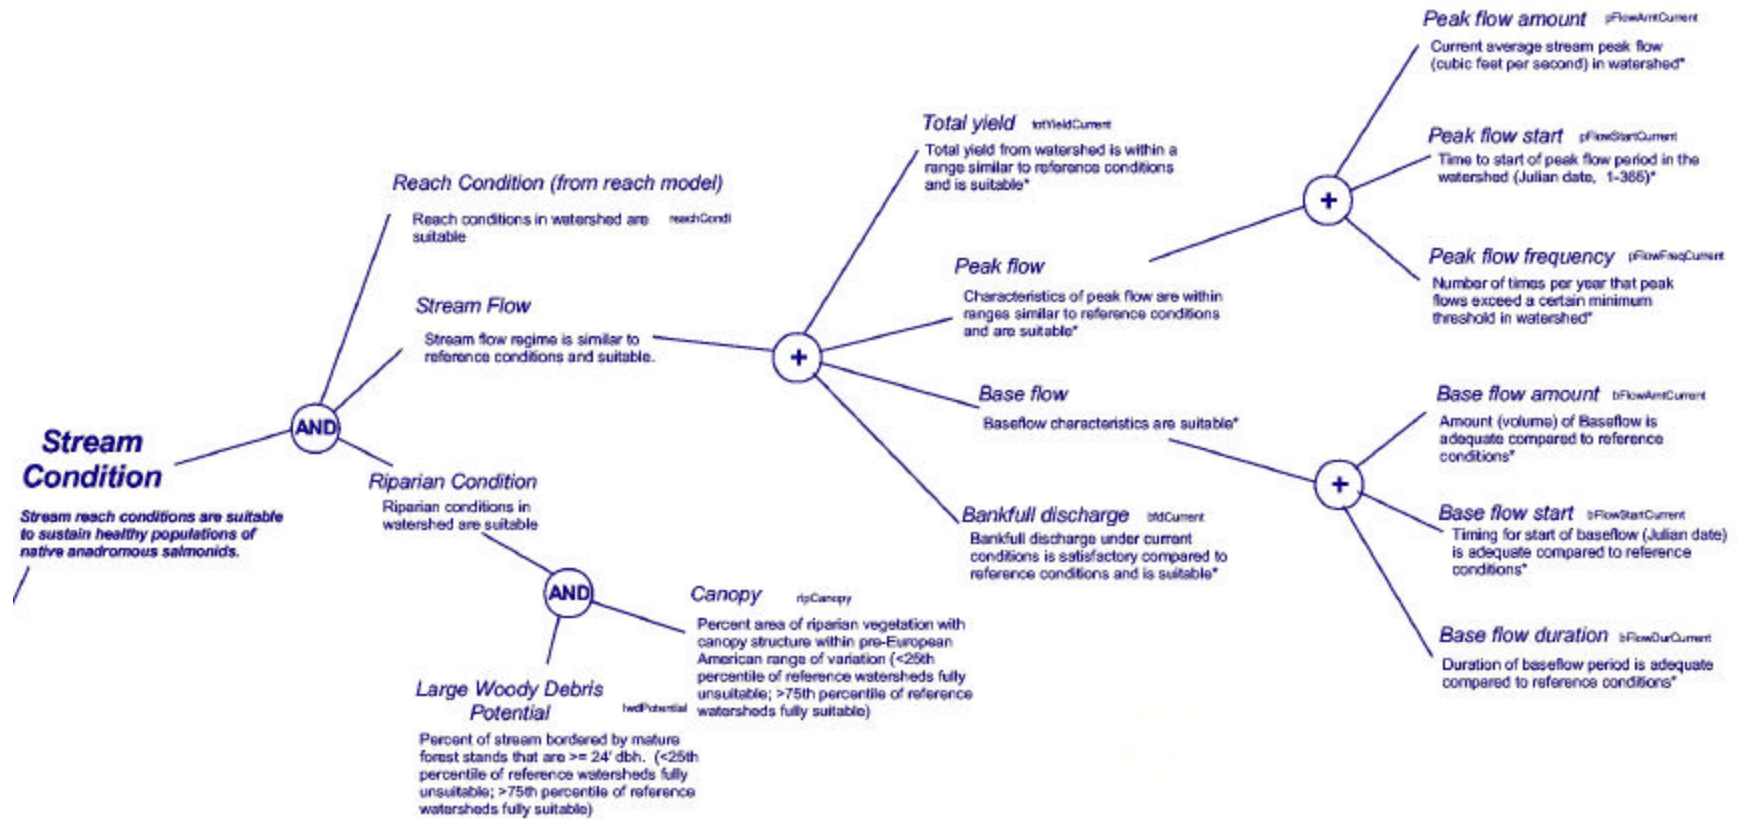 Peak flow amount pFlowAmtCurrent
Current average stream peak flow
(cubic feet per second) in watershed*
Total yield totYieldCurrent
Total yield from watershed is within a
range similar to reference conditions
and is suitable*
Peak flow start pFlowStartCurrent
Time to start of peak flow period in the
watershed (Julian date, 1-366)*
Reach Condition (from reach model)
Reach conditions in watershed are reachCondi
suitable
+
Peak flow
Characteristics of peak flow are within
ranges similar to reference conditions
and are suitable*
Peak flow frequency pFlowFreqCurrent
Number of times per year that peak
flows exceed a certain minimum
threshold in watershed*
Stream Flow
Stream flow regime is similar to
reference conditions and suitable.
+
Base flow
Baseflow characteristics are suitable*
Base flow amount bFlowAmtCurrent
Amount (volume) of Baseflow is
adequate compared to reference
conditions*
AND
Stream
Condition
Stream reach conditions are suitable
to sustain healthy populations of
native anadromous salmonids.
Riparian Condition
Riparian conditions in
watershed are suitable
+
Bankfull discharge bfdCurrent
Bankfull discharge under current
conditions is satisfactory compared to
reference conditions and is suitable*
Base flow start bFlowStartCurrent
Timing for start of baseflow (Julian date)
is adequate compared to reference
conditions*
AND
Canopy ripCanopy
Percent area of riparian vegetation with
canopy structure within pre-European
American range of variation (<25th
percentile of reference watersheds fully
unsuitable; >75th percentile of reference
watersheds fully suitable)
Base flow duration bFlowDurCurrent
Duration of baseflow period is adequate
compared to reference conditions*
Large Woody Debris
Potential lwdPotential
Percent of stream bordered by mature
forest stands that are >= 24' dbh. (<25th
percentile of reference watersheds fully
unsuitable; >75th percentile of reference
watersheds fully suitable)